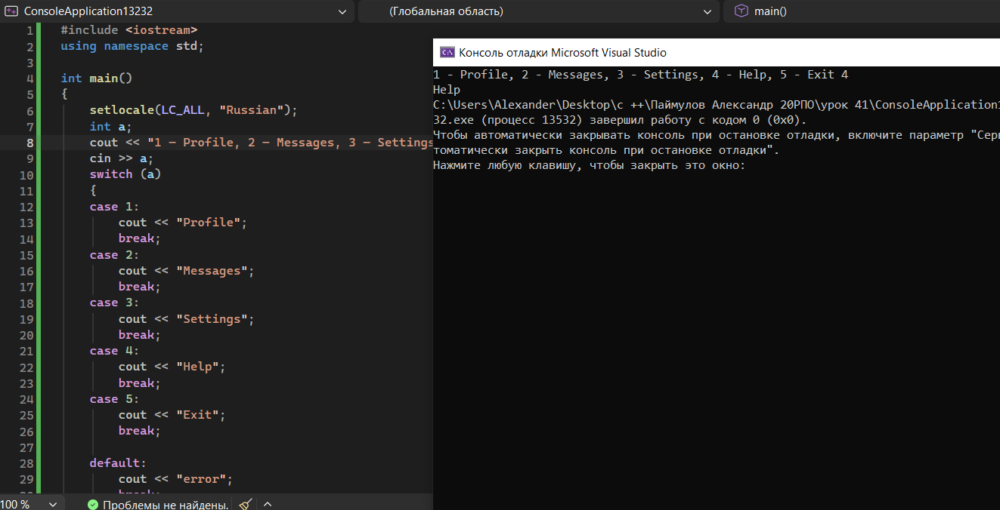 ConsoleApplication13232 (Глобальная область) main()
1 #include <iostream>
2 using namespace std;
3
4 int main()
5 {
6 setlocale(LC_ALL, "Russian");
7 int a;
8 cout << "1 — Profile, 2 — Messages, 3 — Settings
9 cin >> a;
10 switch (a)
11 {
12 case 1:
13 cout << "Profile";
14 break;
15 case 2:
16 cout << "Messages";
17 break;
18 case 3:
19 cout << "Settings";
20 break;
21 case 4:
22 cout << "Help";
23 break;
24 case 5:
25 cout << "Exit";
26 break;
27
28 default:
29 cout << "error";
100 % Проблемы не найдены.
Консоль отладки Microsoft Visual Studio
1 - Profile, 2 - Messages, 3 - Settings, 4 - Help, 5 - Exit 4
Help
C:\Users\Alexander\Desktop\c ++\Паймулов Александр 20РПО\урок 41\ConsoleApplication1
32.exe (процесс 13532) завершил работу с кодом 0 (0x0).
Чтобы автоматически закрывать консоль при остановке отладки, включите параметр "Серв
томатически закрыть консоль при остановке отладки".
Нажмите любую клавишу, чтобы закрыть это окно: